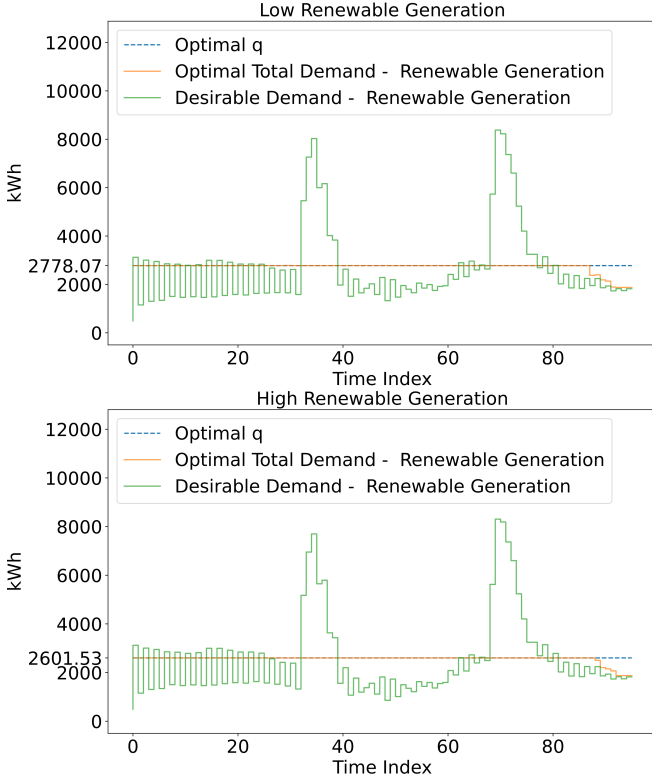 Low Renewable Generation
12000
10000
8000
6000
4000
2778.07
2000
0
kWh
Optimal q
Optimal Total Demand -  Renewable Generation
Desirable Demand -  Renewable Generation
0 20 40 60 80
Time Index
High Renewable Generation
12000
10000
8000
6000
4000
2601.53
2000
0
kWh
Optimal q
Optimal Total Demand -  Renewable Generation
Desirable Demand -  Renewable Generation
0 20 40 60 80
Time Index